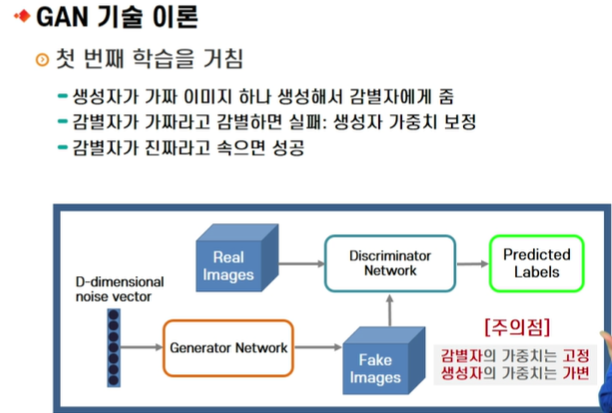 GAN 기술 이론
첫 번째 학습을 거침
생성자가 가짜 이미지 하나 생성해서 감별자에게 줌
감별자가 가짜라고 감별하면 실패: 생성자 가중치 보정
감별자가 진짜라고 속으면 성공
Real
Images
Discriminator
Network
Predicted
Labels
D-dimensional
noise vector
Generator Network
Fake
Images
[주의점]
감별자의 가중치는 고정
생성자의 가중치는 가변